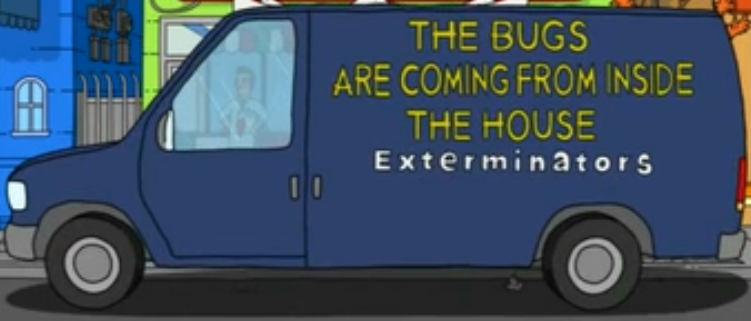 THE BUGS
ARE COMING FROM INSIDE
THE HOUSE
Exterminators